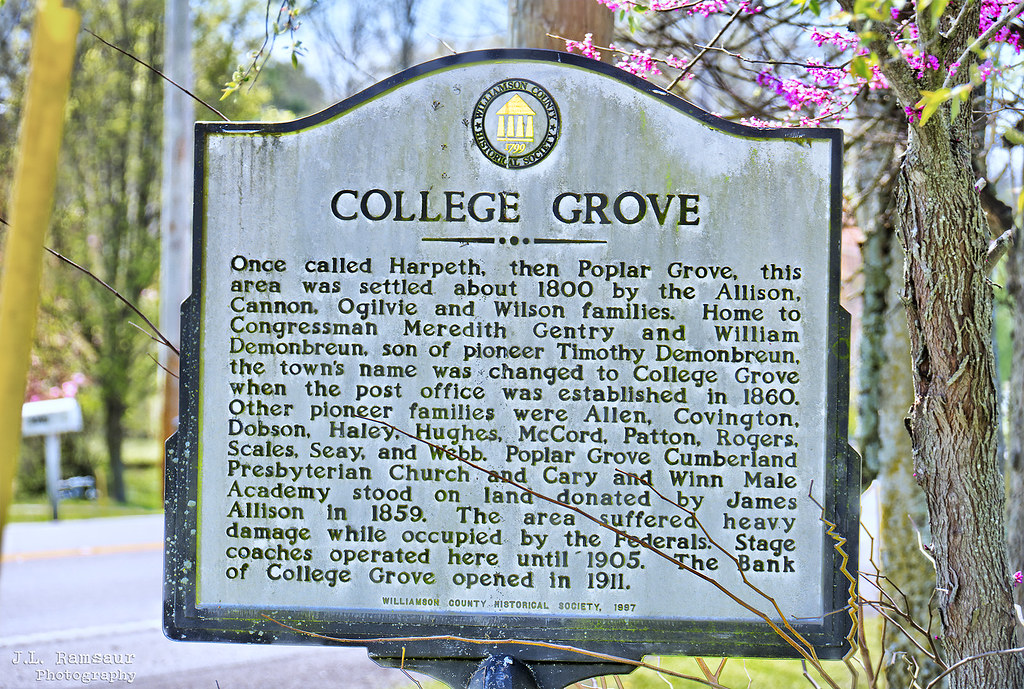 WILLIAMSON COUNTY
HISTORICAL SOCIETY
1799
COLLEGE GROVE
Once called Harpeth, then Poplar Grove, this
area was settled about 1800 by the Allison,
Cannon, Ogilvie and Wilson families. Home to
Congressman Meredith Gentry and William
Demonbreun, son of pioneer Timothy Demonbreun,
the town's name was changed to College Grove
when the post office was established in 1860.
Other pioneer families were Allen, Covington,
Dobson, Haley, Hughes, McCord, Patton, Rogers,
Scales, Seay, and Webb. Poplar Grove Cumberland
Presbyterian Church and Cary and Winn Male
Academy stood on land donated by James
Allison in 1859. The area suffered heavy
damage while occupied by the Federals. Stage
coaches operated here until 1905. The Bank
of College Grove opened in 1911.
WILLIAMSON COUNTY HISTORICAL SOCIETY, 1997
J.L. Ramsaur
Photography